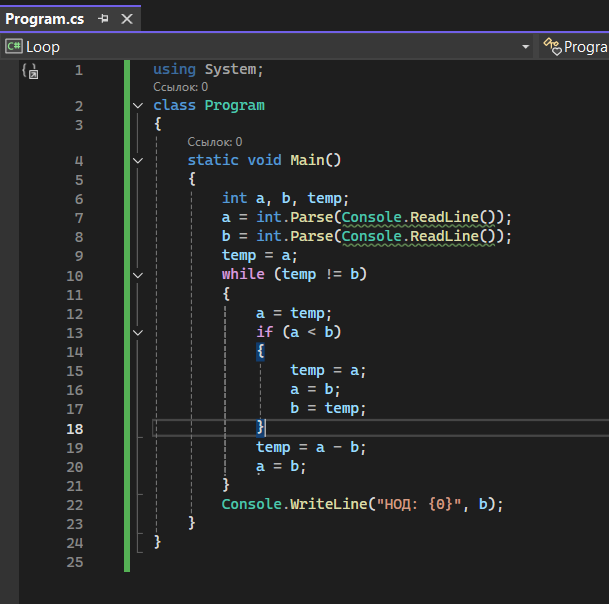 Program.cs
C# Loop
Progra
1 using System;
Ссылок: 0
2 class Program
3 {
Ссылок: 0
4 static void Main()
5 {
6 int a, b, temp;
7 a = int.Parse(Console.ReadLine());
8 b = int.Parse(Console.ReadLine());
9 temp = a;
10 while (temp != b)
11 {
12 a = temp;
13 if (a < b)
14 {
15 temp = a;
16 a = b;
17 b = temp;
18 }
19 temp = a - b;
20 a = b;
21 }
22 Console.WriteLine("НОД: {0}", b);
23 }
24 }
25